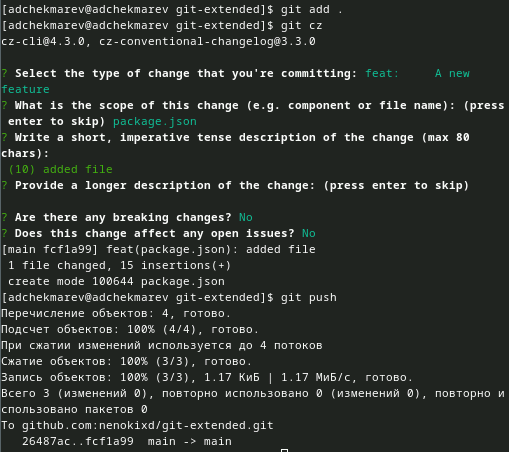 [adchekmarev@adchekmarev git-extended]$ git add .
[adchekmarev@adchekmarev git-extended]$ git cz
cz-cli@4.3.0, cz-conventional-changelog@3.3.0
? Select the type of change that you're committing: feat:     A new
feature
? What is the scope of this change (e.g. component or file name): (press
 enter to skip) package.json
? Write a short, imperative tense description of the change (max 80
chars):
 (10) added file
? Provide a longer description of the change: (press enter to skip)
? Are there any breaking changes? No
? Does this change affect any open issues? No
[main fcf1a99] feat(package.json): added file
 1 file changed, 15 insertions(+)
 create mode 100644 package.json
[adchekmarev@adchekmarev git-extended]$ git push
Перечисление объектов: 4, готово.
Подсчет объектов: 100% (4/4), готово.
При сжатии изменений используется до 4 потоков
Сжатие объектов: 100% (3/3), готово.
Запись объектов: 100% (3/3), 1.17 КиБ | 1.17 МиБ/с, готово.
Всего 3 (изменений 0), повторно использовано 0 (изменений 0), повторно и
спользовано пакетов 0
To github.com:nenokixd/git-extended.git
   26487ac..fcf1a99  main -> main